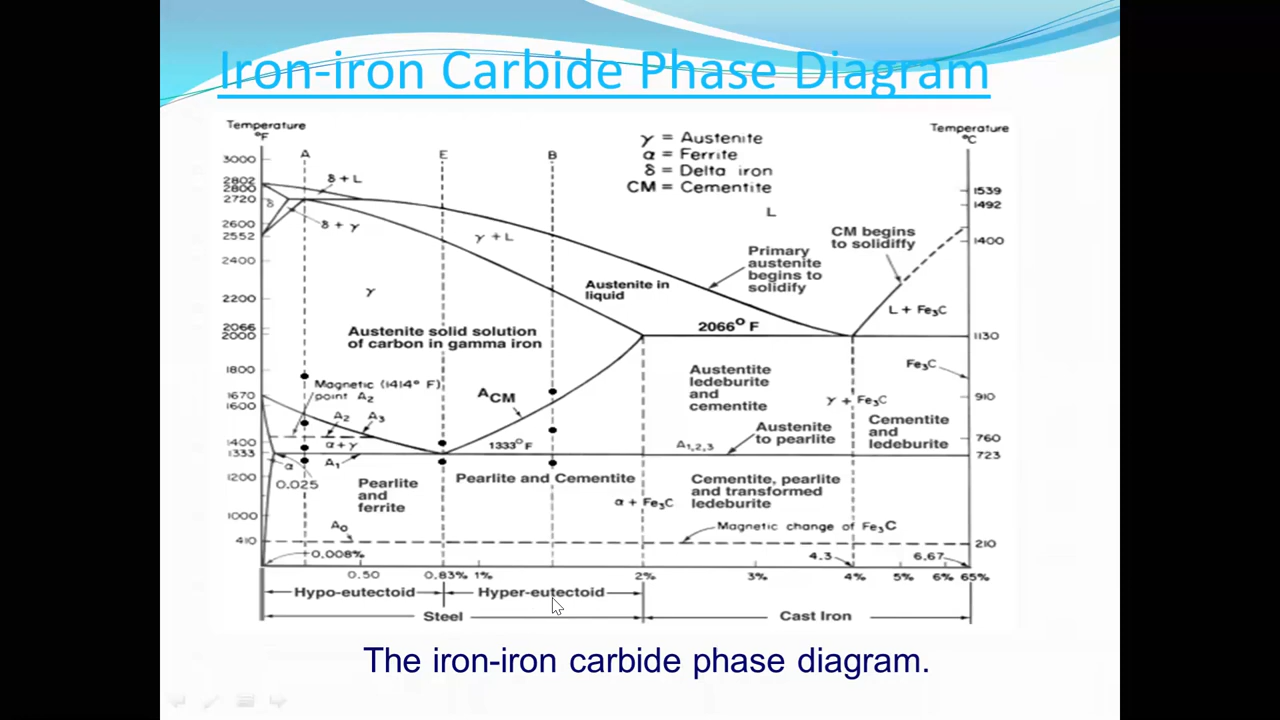 Iron-iron Carbide Phase Diagram
Temperature
°F
Temperature
°C
γ = Austenite
α = Ferrite
δ = Delta iron
CM = Cementite
A
E
B
3000
2802
2800
2720
2600
2552
2400
2200
2066
2000
1800
1670
1600
1400
1333
1200
1000
410
1539
1492
1400
1130
910
760
723
210
δ + L
δ
δ + γ
γ + L
L
γ
CM begins
to solidiffy
Primary
austenite
begins to
solidify
Austenite in
liquid
L + Fe3C
2066° F
Austenite solid solution
of carbon in gamma iron
Austentite
ledeburite
and
cementite
Fe3C
γ + Fe3C
Magnetic (1414° F)
point A2
ACM
A2
A3
Cementite
and
ledeburite
Austenite
to pearlite
α+γ
1333°F
A1,2,3
α
A1
0.025
Pearlite
and
ferrite
Pearlite and Cementite
Cementite, pearlite
and transformed
ledeburite
α + Fe3C
A0
Magnetic change of Fe3C
0,008%
4.3
6.67
0.50
0.83%
1%
2%
3%
4%
5%
6%
65%
Hypo-eutectoid
Hyper-eutectoid
Steel
Cast Iron
The iron-iron carbide phase diagram.